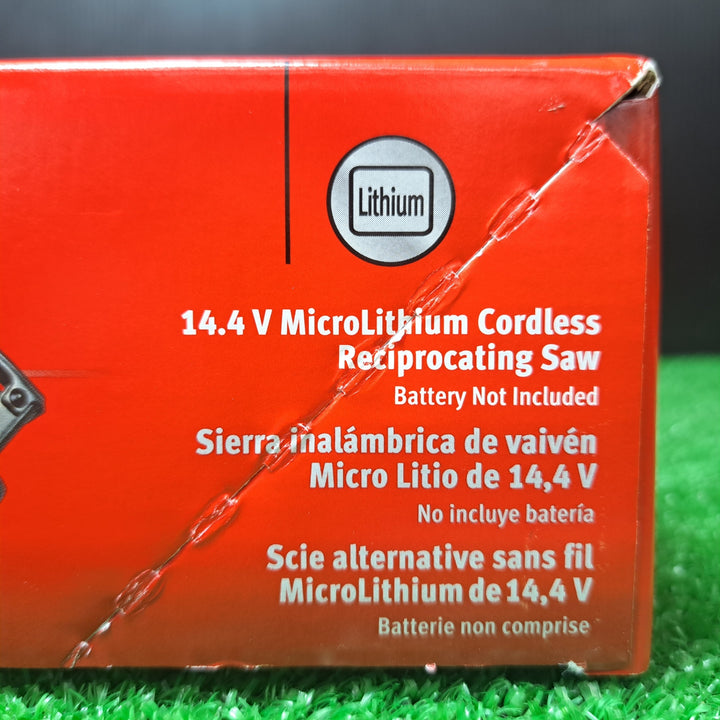 Lithium
14.4 V MicroLithium Cordless
Reciprocating Saw
Battery Not Included
Sierra inalámbrica de vaivén
Micro Litio de 14,4 V
No incluye batería
Scie alternative sans fil
MicroLithium de 14,4 V
Batterie non comprise